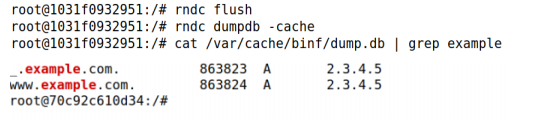 root@1031f0932951:/# rndc flush
root@1031f0932951:/# rndc dumpdb -cache
root@1031f0932951:/# cat /var/cache/binf/dump.db | grep example
_.example.com. 863823 A 2.3.4.5
www.example.com. 863824 A 2.3.4.5
root@70c92c610d34:/#